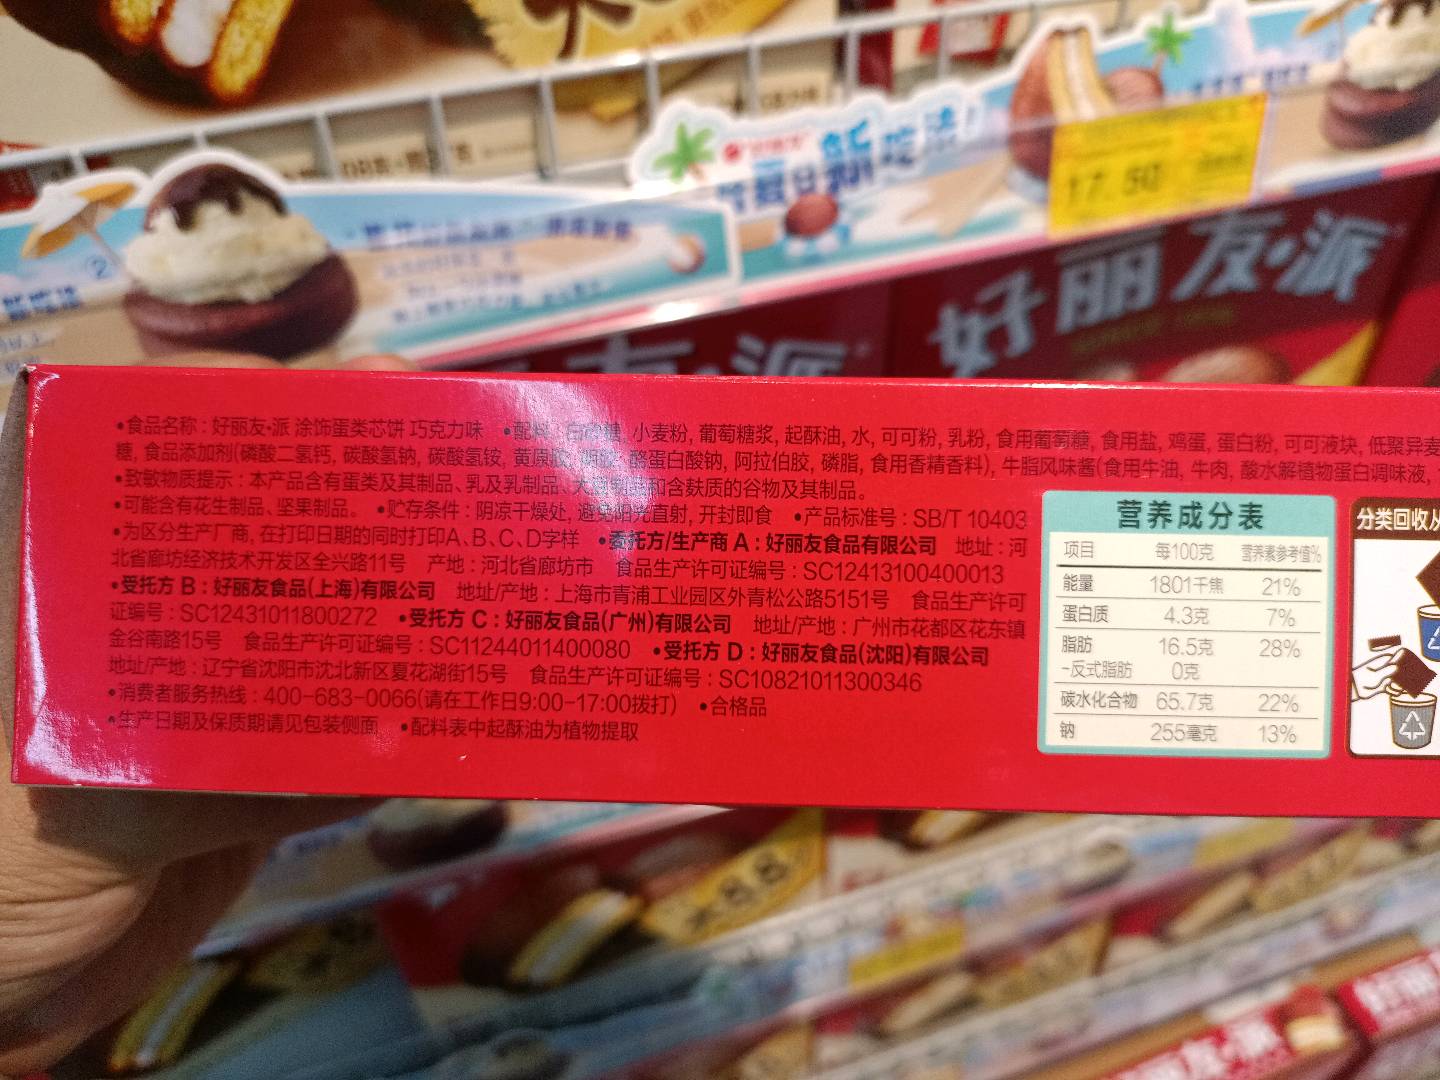 17.80
好丽友·派
•食品名称：好丽友·派 涂饰蛋类芯饼 巧克力味 •配料：白砂糖, 小麦粉, 葡萄糖浆, 起酥油, 水, 可可粉, 乳粉, 食用葡萄糖, 食用盐, 鸡蛋, 蛋白粉, 可可液块, 低聚异麦
糖, 食品添加剂(磷酸二氢钙, 碳酸氢钠, 碳酸氢铵, 黄原胶, 明胶, 酪蛋白酸钠, 阿拉伯胶, 磷脂, 食用香精香料), 牛脂风味酱(食用牛油, 牛肉, 酸水解植物蛋白调味液,
•致敏物质提示：本产品含有蛋类及其制品、乳及乳制品、大豆制品和含麸质的谷物及其制品。
•可能含有花生制品、坚果制品。 •贮存条件：阴凉干燥处, 避免阳光直射, 开封即食 •产品标准号：SB/T 10403
•为区分生产厂商, 在打印日期的同时打印A、B、C、D字样 •委托方/生产商 A：好丽友食品有限公司 地址：河
北省廊坊经济技术开发区全兴路11号 产地：河北省廊坊市 食品生产许可证编号：SC12413100400013
•受托方 B：好丽友食品(上海)有限公司 地址/产地：上海市青浦工业园区外青松公路5151号 食品生产许可
证编号：SC12431011800272 •受托方 C：好丽友食品(广州)有限公司 地址/产地：广州市花都区花东镇
金谷南路15号 食品生产许可证编号：SC11244011400080 •受托方 D：好丽友食品(沈阳)有限公司
地址/产地：辽宁省沈阳市沈北新区夏花湖街15号 食品生产许可证编号：SC10821011300346
•消费者服务热线：400-683-0066(请在工作日9:00-17:00拨打) •合格品
•生产日期及保质期请见包装侧面 •配料表中起酥油为植物提取
营养成分表
项目 每100克 营养素参考值%
能量 1801千焦 21%
蛋白质 4.3克 7%
脂肪 16.5克 28%
-反式脂肪 0克
碳水化合物 65.7克 22%
钠 255毫克 13%
分类回收从